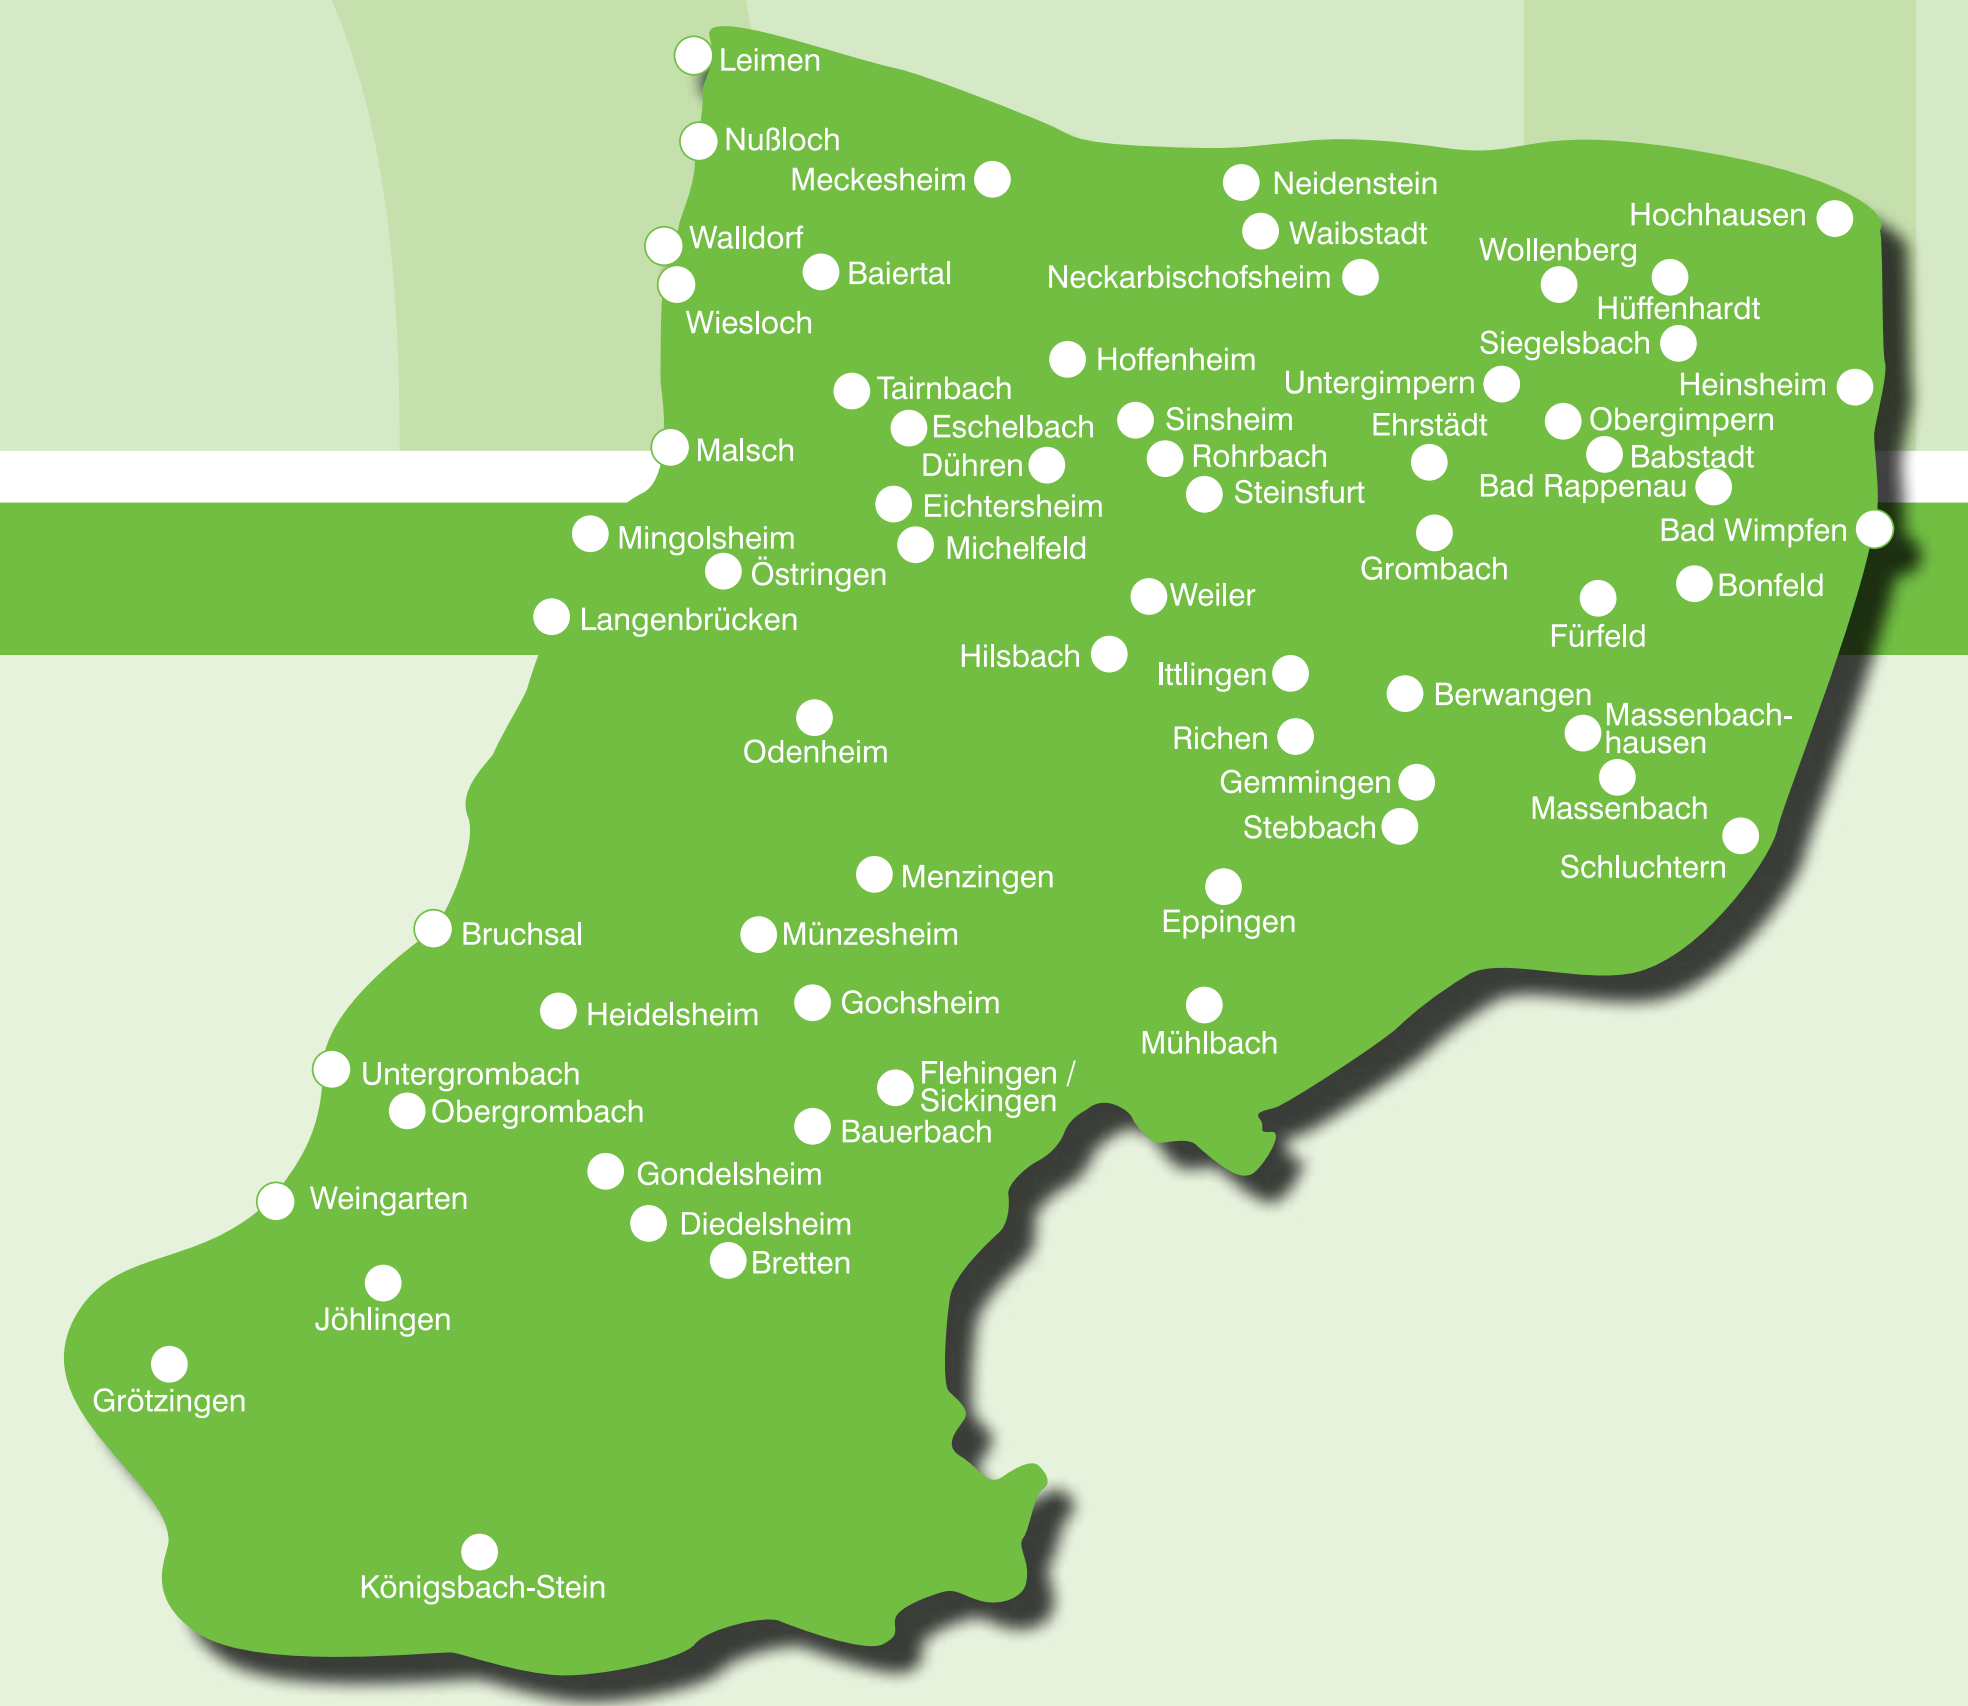 Leimen
Nußloch
Meckesheim
Neidenstein
Hochhausen
Waibstadt
Walldorf
Wollenberg
Baiertal
Neckarbischofsheim
Hüffenhardt
Wiesloch
Siegelsbach
Hoffenheim
Untergimpern
Heinsheim
Tairnbach
Sinsheim
Obergimpern
Ehrstädt
Eschelbach
Malsch
Rohrbach
Babstadt
Dühren
Bad Rappenau
Steinsfurt
Eichtersheim
Bad Wimpfen
Mingolsheim
Michelfeld
Grombach
Östringen
Bonfeld
Weiler
Langenbrücken
Fürfeld
Hilsbach
Ittlingen
Berwangen
Massenbach-
hausen
Richen
Odenheim
Gemmingen
Massenbach
Stebbach
Schluchtern
Menzingen
Eppingen
Bruchsal
Münzesheim
Gochsheim
Heidelsheim
Mühlbach
Untergrombach
Flehingen /
Sickingen
Obergrombach
Bauerbach
Gondelsheim
Weingarten
Diedelsheim
Bretten
Jöhlingen
Grötzingen
Königsbach-Stein